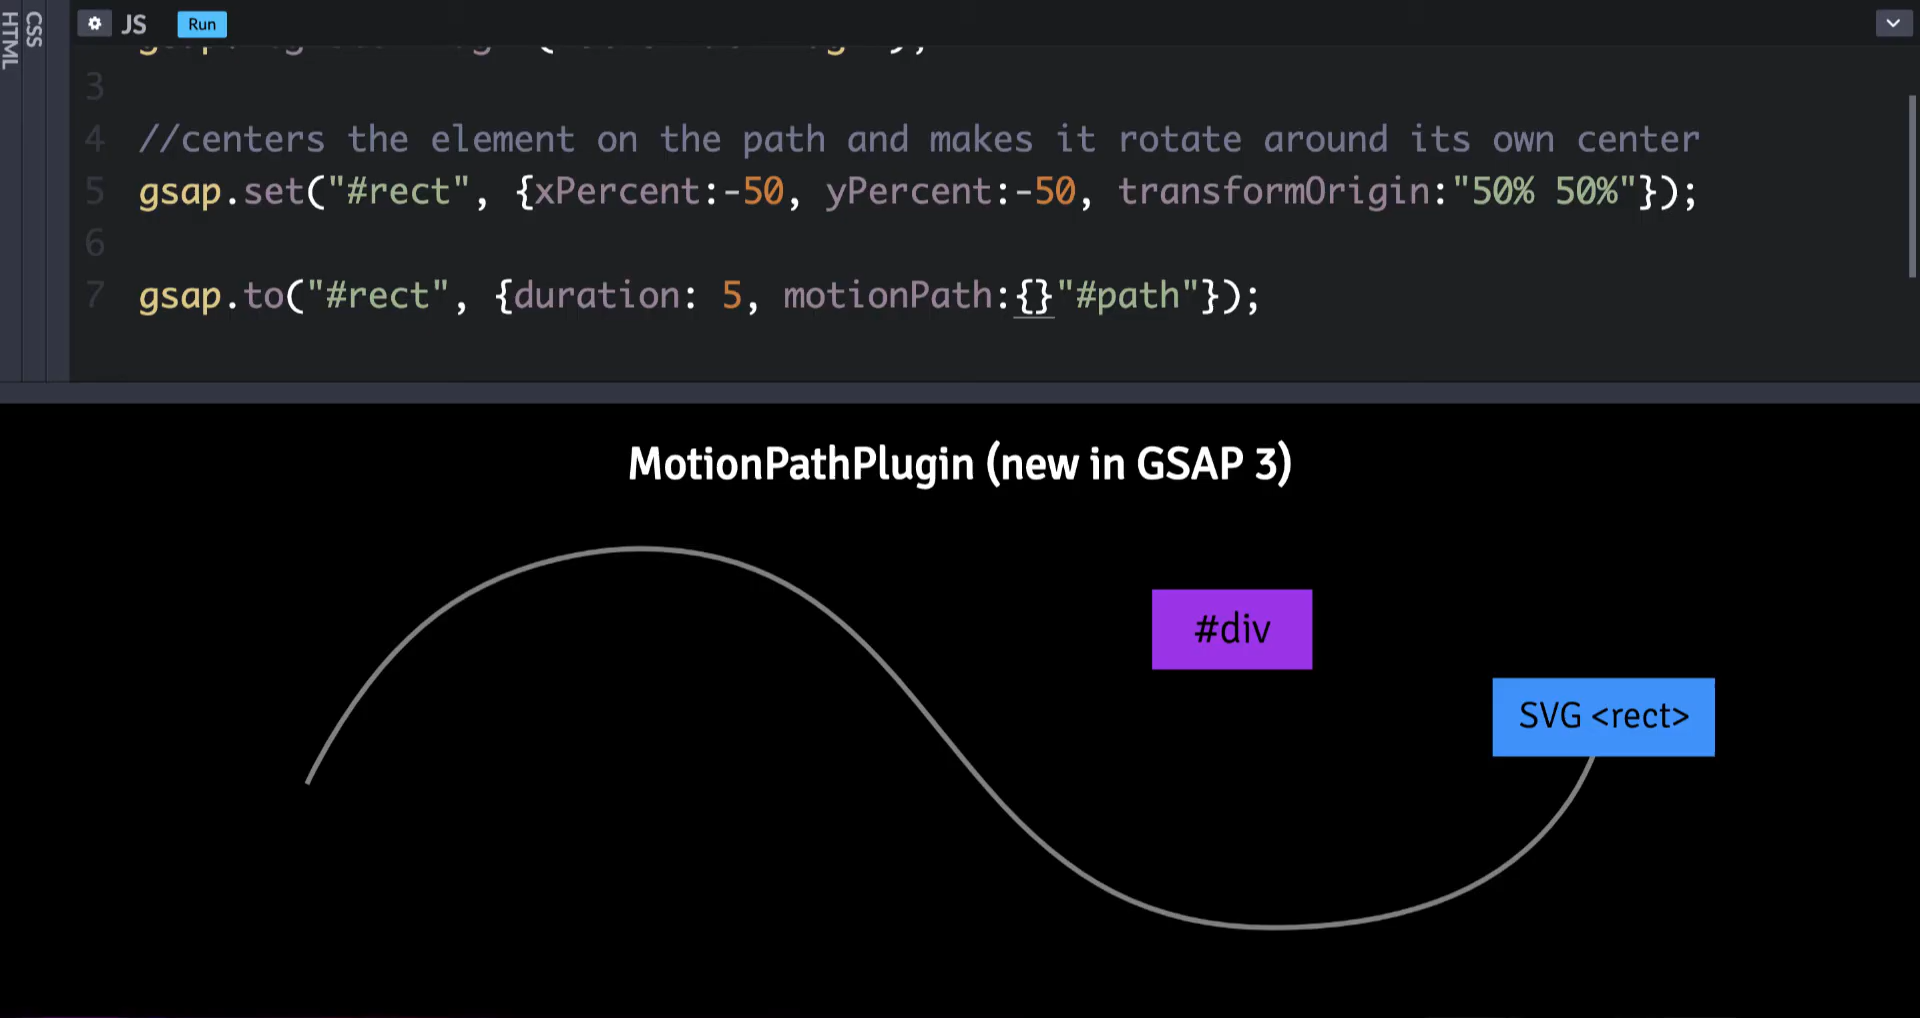 HTML
CSS
JS
Run
3
4 //centers the element on the path and makes it rotate around its own center
5 gsap.set("#rect", {xPercent:-50, yPercent:-50, transformOrigin:"50% 50%"});
6
7 gsap.to("#rect", {duration: 5, motionPath:{}"#path"});
MotionPathPlugin (new in GSAP 3)
#div
SVG <rect>